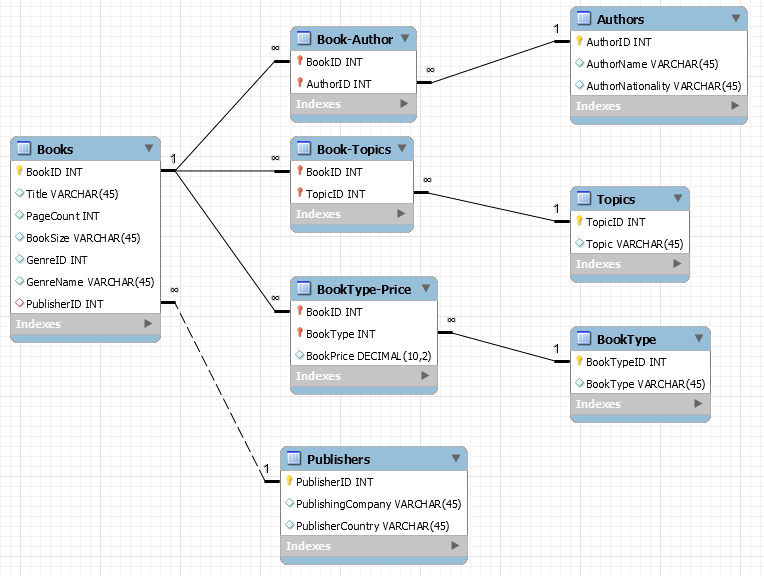 Books
BookID INT
Title VARCHAR(45)
PageCount INT
BookSize VARCHAR(45)
GenreID INT
GenreName VARCHAR(45)
PublisherID INT
Indexes
1
∞
Book-Author
BookID INT
AuthorID INT
Indexes
∞
∞
Authors
AuthorID INT
AuthorName VARCHAR(45)
AuthorNationality VARCHAR(45)
Indexes
1
Book-Topics
BookID INT
TopicID INT
Indexes
∞
∞
Topics
TopicID INT
Topic VARCHAR(45)
Indexes
1
BookType-Price
BookID INT
BookType INT
BookPrice DECIMAL(10,2)
Indexes
∞
∞
BookType
BookTypeID INT
BookType VARCHAR(45)
Indexes
1
Publishers
PublisherID INT
PublishingCompany VARCHAR(45)
PublisherCountry VARCHAR(45)
Indexes
1